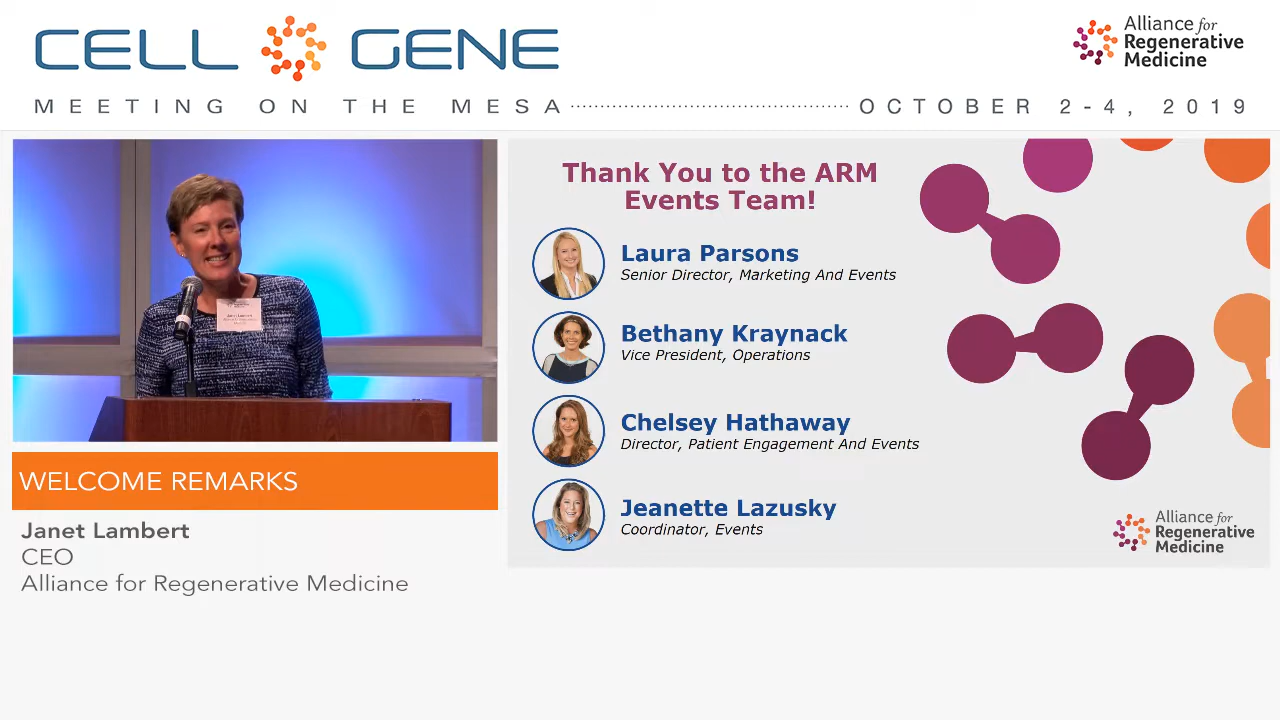 CELL GENE
MEETING ON THE MESA
OCTOBER 2-4, 2019
Alliance for
Regenerative
Medicine
WELCOME REMARKS
Janet Lambert
CEO
Alliance for Regenerative Medicine
Thank You to the ARM
Events Team!
Laura Parsons
Senior Director, Marketing And Events
Bethany Kraynack
Vice President, Operations
Chelsey Hathaway
Director, Patient Engagement And Events
Jeanette Lazusky
Coordinator, Events
Alliance for
Regenerative
Medicine